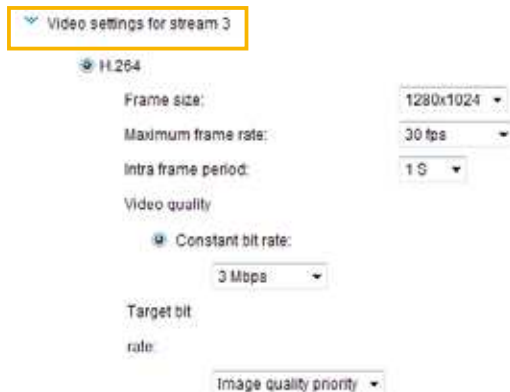 Video settings for stream 3
H.264
Frame size: 1280x1024
Maximum frame rate: 30 fps
Intra frame period: 1 S
Video quality
Constant bit rate:
3 Mbps
Target bit
rate:
Image quality priority